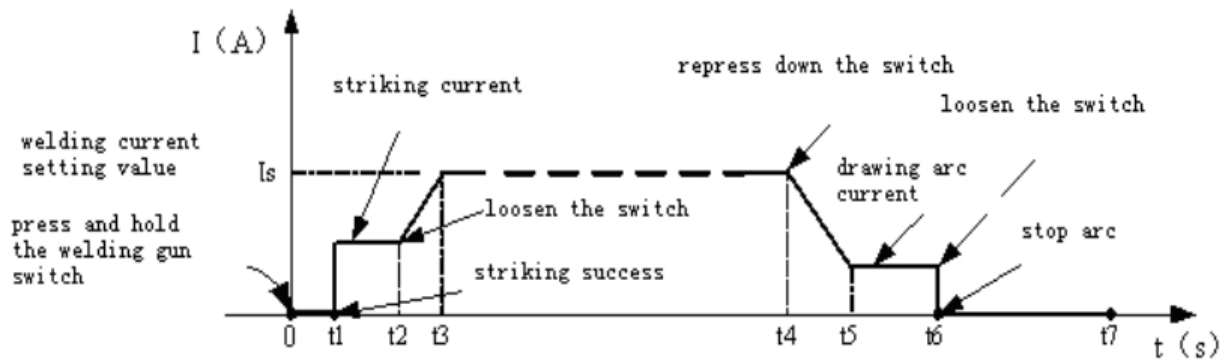 I (A)
striking current
repress down the switch
loosen the switch
welding current
setting value
Is
drawing arc
current
press and hold
the welding gun
switch
loosen the switch
stop arc
striking success
0
t1
t2
t3
t4
t5
t6
t7
t (s)